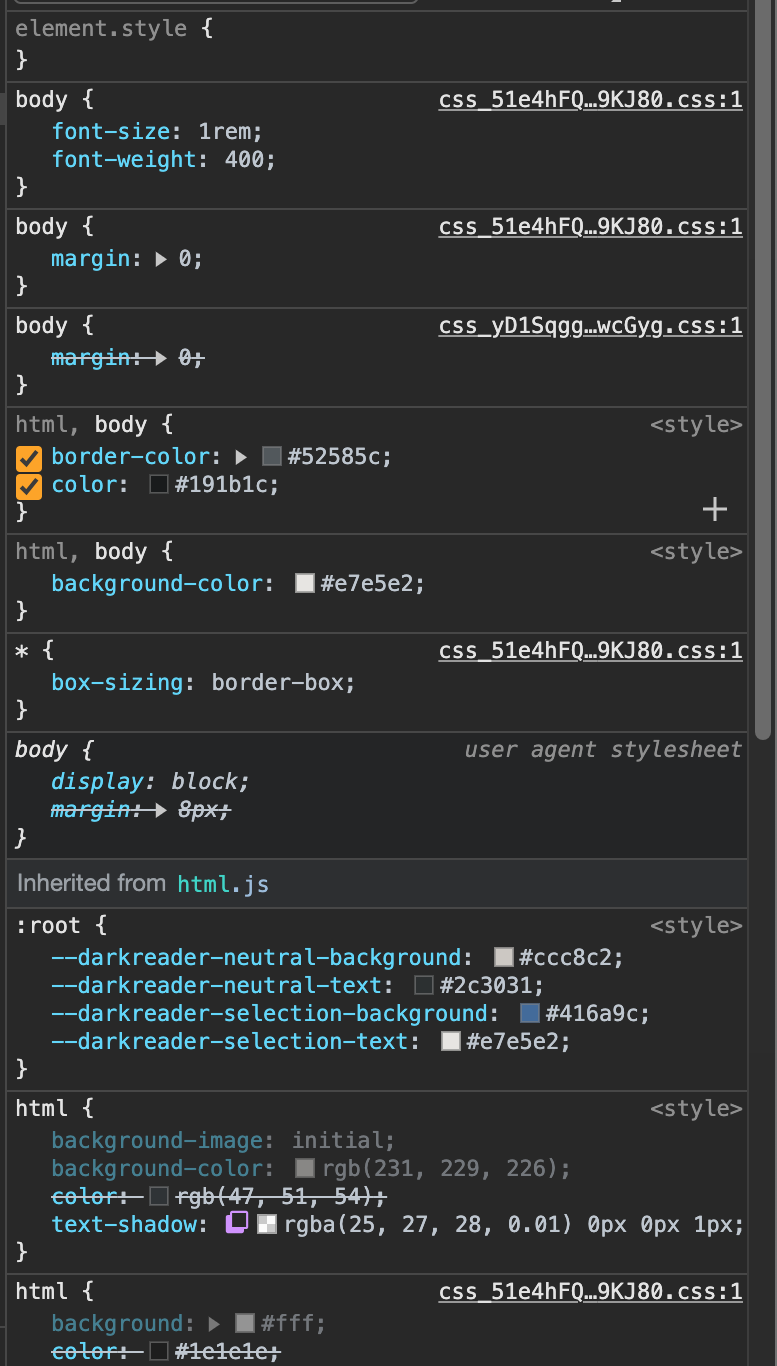 element.style {
}
body {
css_51e4hFQ…9KJ80.css:1
font-size: 1rem;
font-weight: 400;
}
body {
css_51e4hFQ…9KJ80.css:1
margin: 0;
}
body {
css_yD1Sqgg…wcGyg.css:1
margin: 0;
}
html, body {
<style>
border-color: #52585c;
color: #191b1c;
}
html, body {
<style>
background-color: #e7e5e2;
}
* {
css_51e4hFQ…9KJ80.css:1
box-sizing: border-box;
}
body {
user agent stylesheet
display: block;
margin: 8px;
}
Inherited from html.js
:root {
<style>
--darkreader-neutral-background: #ccc8c2;
--darkreader-neutral-text: #2c3031;
--darkreader-selection-background: #416a9c;
--darkreader-selection-text: #e7e5e2;
}
html {
<style>
background-image: initial;
background-color: rgb(231, 229, 226);
color: rgb(47, 51, 54);
text-shadow: rgba(25, 27, 28, 0.01) 0px 0px 1px;
}
html {
css_51e4hFQ…9KJ80.css:1
background: #fff;
color: #1e1e1e;